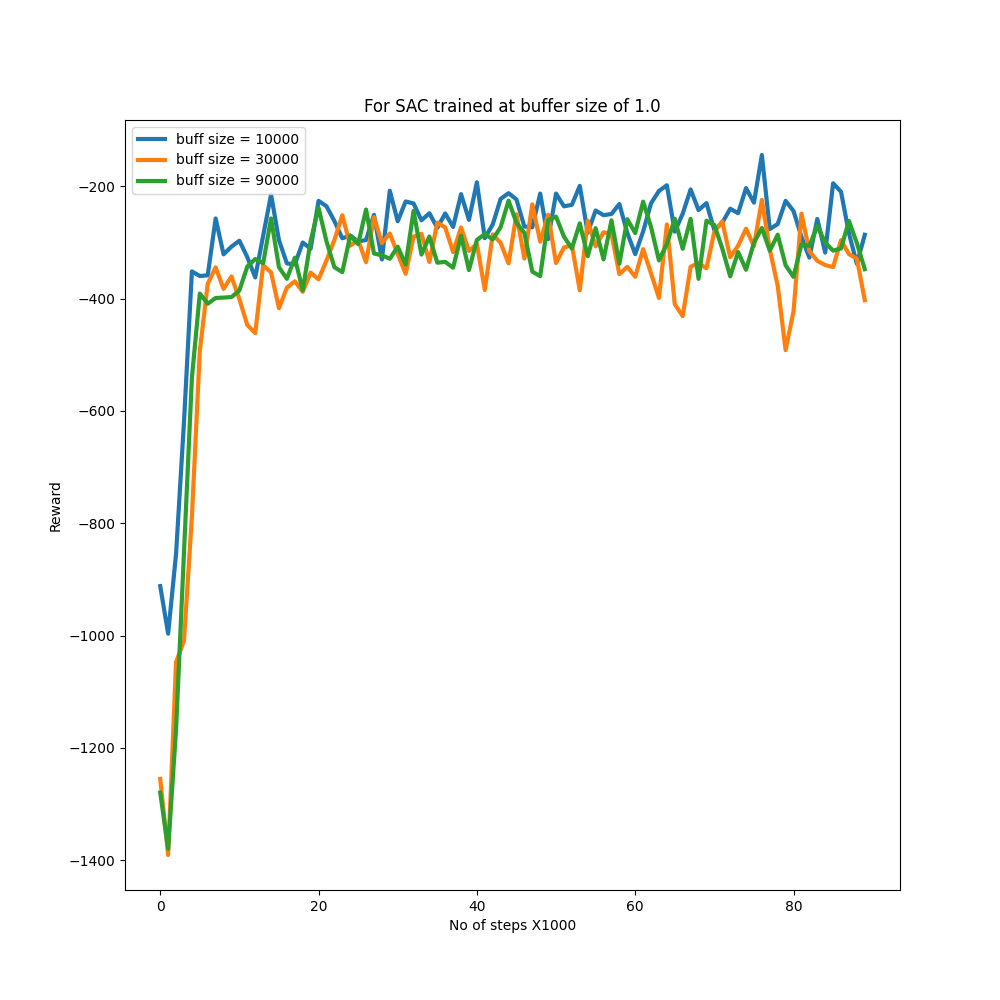 For SAC trained at buffer size of 1.0
buff size = 10000
buff size = 30000
buff size = 90000
−200
−400
−600
−800
−1000
−1200
−1400
Reward
0 20 40 60 80
No of steps X1000